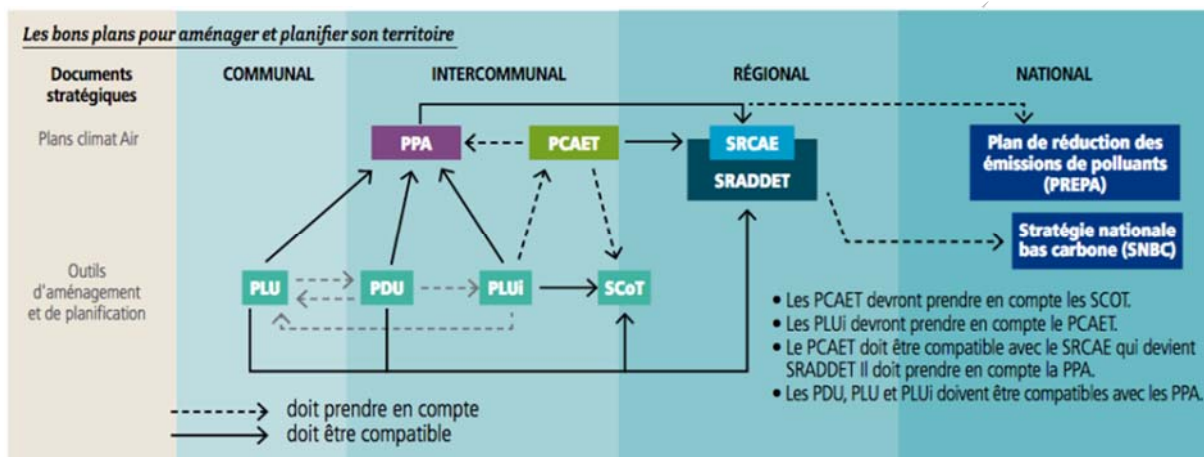 Les bons plans pour aménager et planifier son territoire
Documents
stratégiques
COMMUNAL
INTERCOMMUNAL
RÉGIONAL
NATIONAL
Plans climat Air
PPA
PCAET
SRCAE
SRADDET
Plan de réduction des
émissions de polluants
(PREPA)
Stratégie nationale
bas carbone (SNBC)
Outils
d'aménagement
et de planification
PLU
PDU
PLUi
SCoT
• Les PCAET devront prendre en compte les SCOT.
• Les PLUi devront prendre en compte le PCAET.
• Le PCAET doit être compatible avec le SRCAE qui devient
SRADDET Il doit prendre en compte la PPA.
• Les PDU, PLU et PLUi doivent être compatibles avec les PPA.
doit prendre en compte
doit être compatible